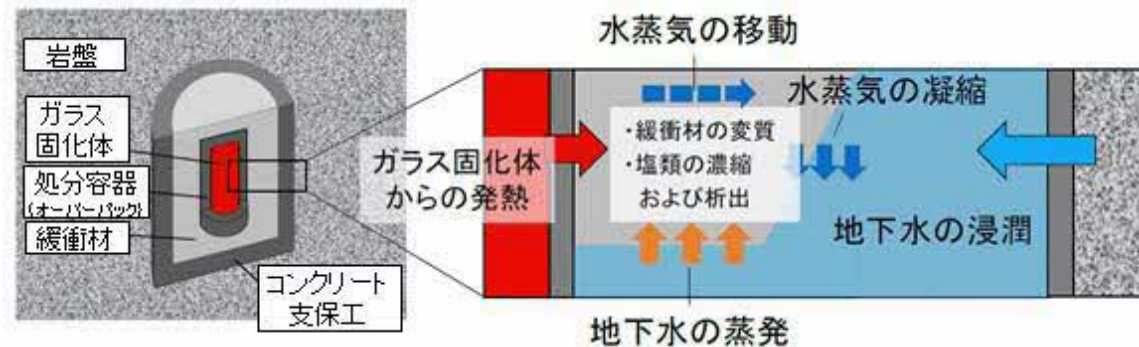 岩盤
ガラス
固化体
処分容器
(オーバーパック)
緩衝材
コンクリート
支保工
水蒸気の移動
水蒸気の凝縮
・緩衝材の変質
・塩類の濃縮
および析出
ガラス固化体
からの発熱
地下水の浸潤
地下水の蒸発